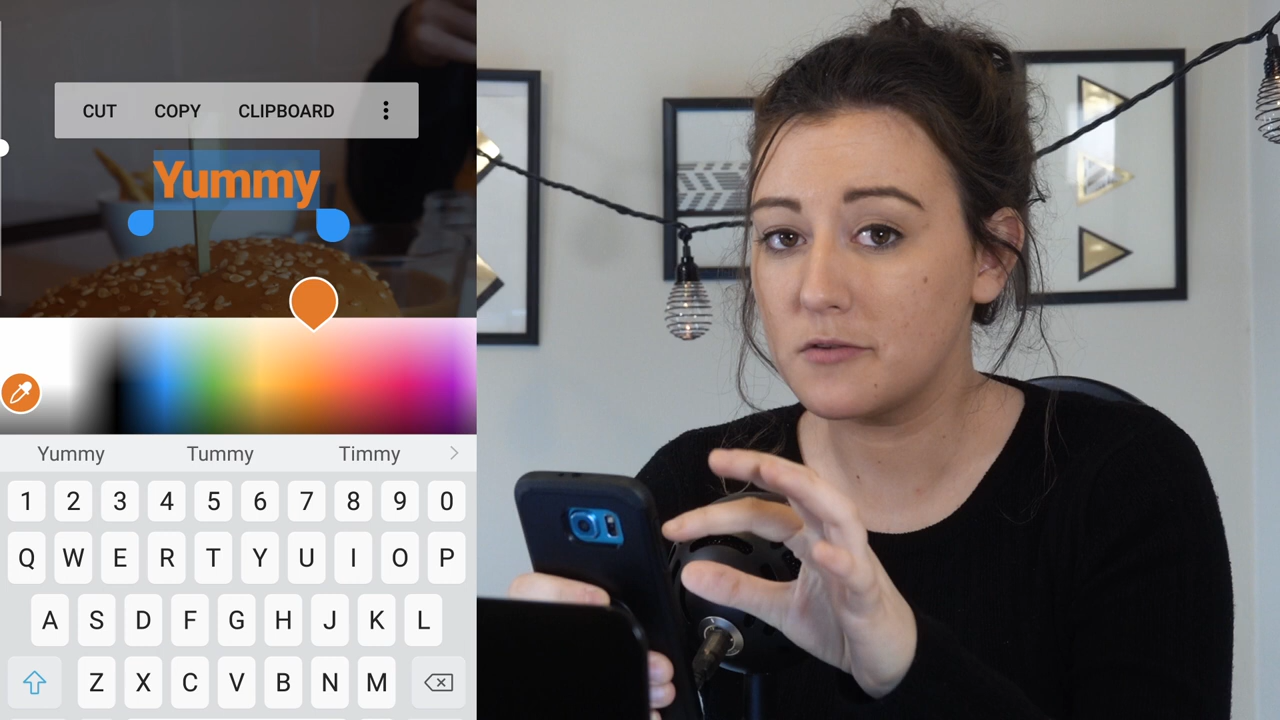 CUT COPY CLIPBOARD
Yummy
Yummy Tummy Timmy
1 2 3 4 5 6 7 8 9 0
Q W E R T Y U I O P
A S D F G H J K L
Z X C V B N M